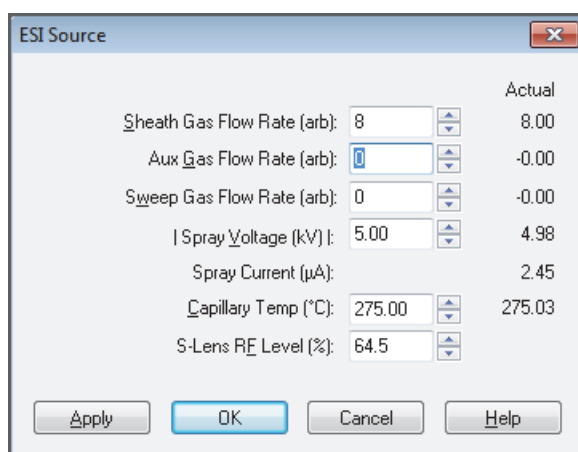 ESI Source
Actual
Sheath Gas Flow Rate (arb): 8 8.00
Aux Gas Flow Rate (arb): 0 -0.00
Sweep Gas Flow Rate (arb): 0 -0.00
| Spray Voltage (kV) |: 5.00 4.98
Spray Current (µA): 2.45
Capillary Temp (°C): 275.00 275.03
S-Lens RF Level (%): 64.5
Apply OK Cancel Help